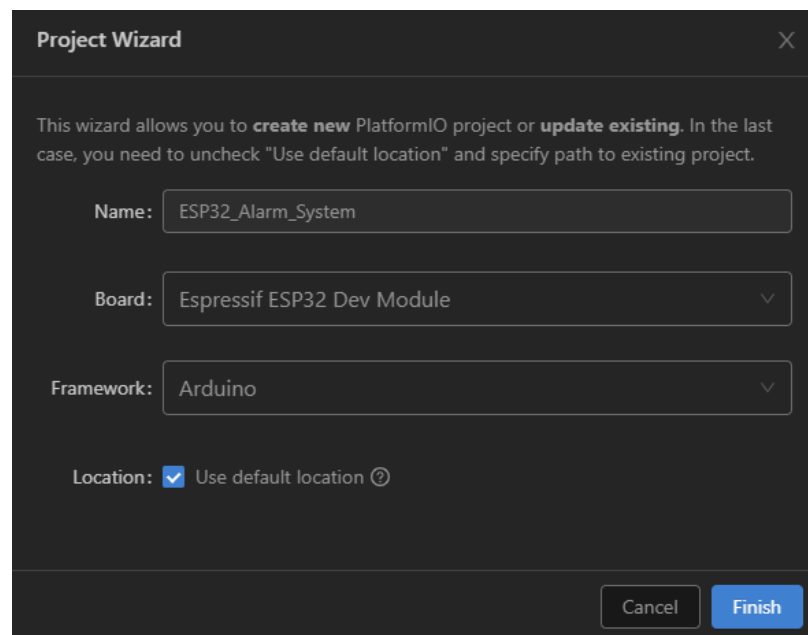 Project Wizard
This wizard allows you to create new PlatformIO project or update existing. In the last
case, you need to uncheck "Use default location" and specify path to existing project.
Name: ESP32_Alarm_System
Board: Espressif ESP32 Dev Module
Framework: Arduino
Location: Use default location
Cancel Finish